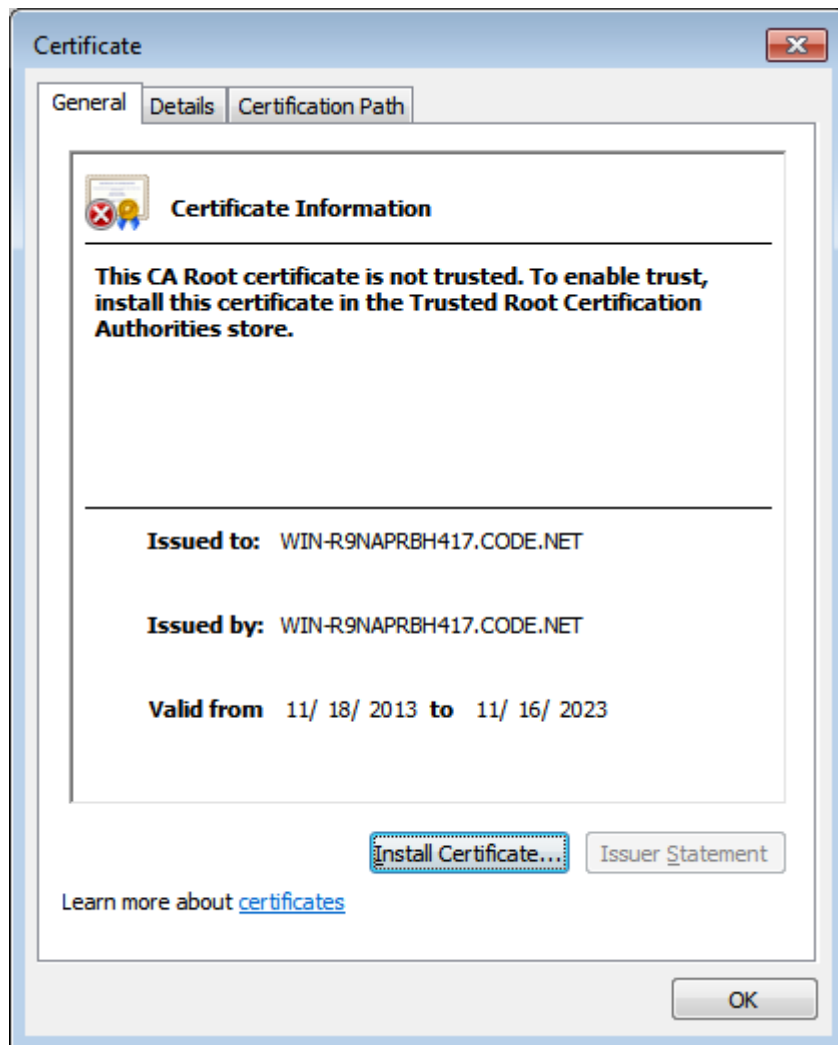 Certificate
General Details Certification Path
Certificate Information
This CA Root certificate is not trusted. To enable trust,
install this certificate in the Trusted Root Certification
Authorities store.
Issued to: WIN-R9NAPRBH417.CODE.NET
Issued by: WIN-R9NAPRBH417.CODE.NET
Valid from 11/ 18/ 2013 to 11/ 16/ 2023
Install Certificate... Issuer Statement
Learn more about certificates
OK